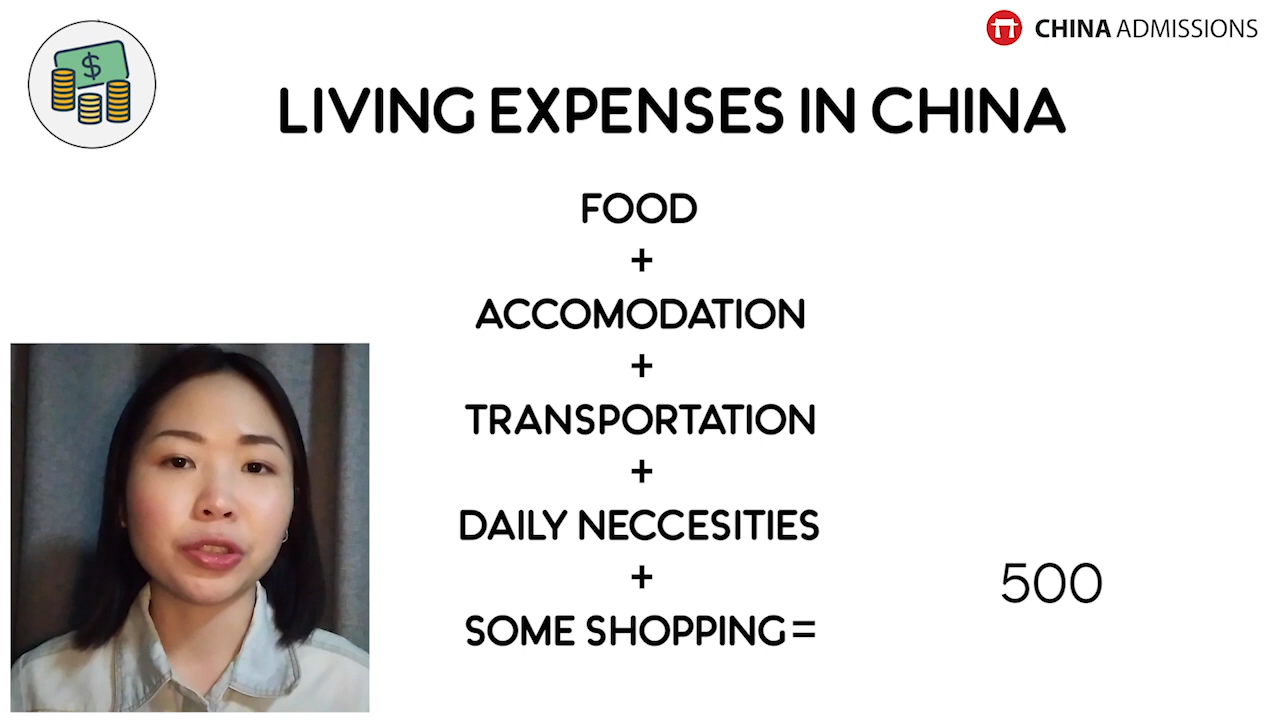 CHINA ADMISSIONS
$
LIVING EXPENSES IN CHINA
FOOD
+
ACCOMODATION
+
TRANSPORTATION
+
DAILY NECCESITIES
+
SOME SHOPPING=
500